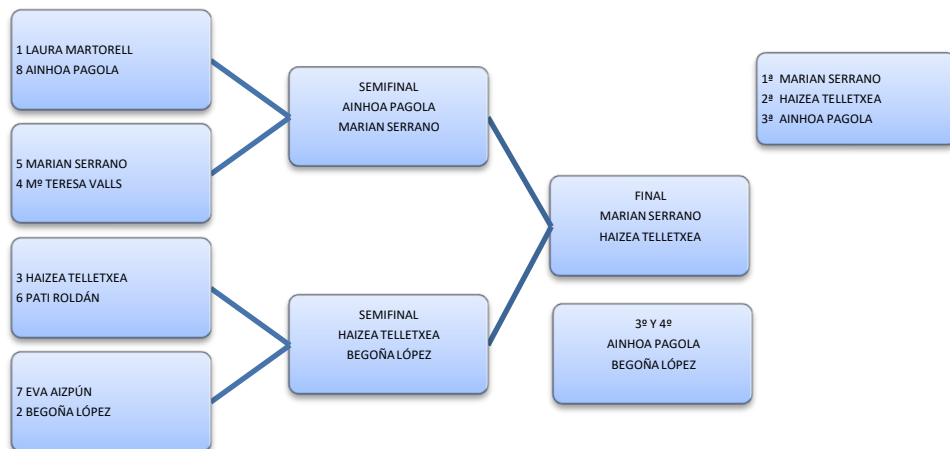 1 LAURA MARTORELL
8 AINHOA PAGOLA
5 MARIAN SERRANO
4 Mº TERESA VALLS
3 HAIZEA TELLETXEA
6 PATI ROLDÁN
7 EVA AIZPÚN
2 BEGOÑA LÓPEZ
SEMIFINAL
AINHOA PAGOLA
MARIAN SERRANO
SEMIFINAL
HAIZEA TELLETXEA
BEGOÑA LÓPEZ
FINAL
MARIAN SERRANO
HAIZEA TELLETXEA
3º Y 4º
AINHOA PAGOLA
BEGOÑA LÓPEZ
1ª MARIAN SERRANO
2ª HAIZEA TELLETXEA
3ª AINHOA PAGOLA